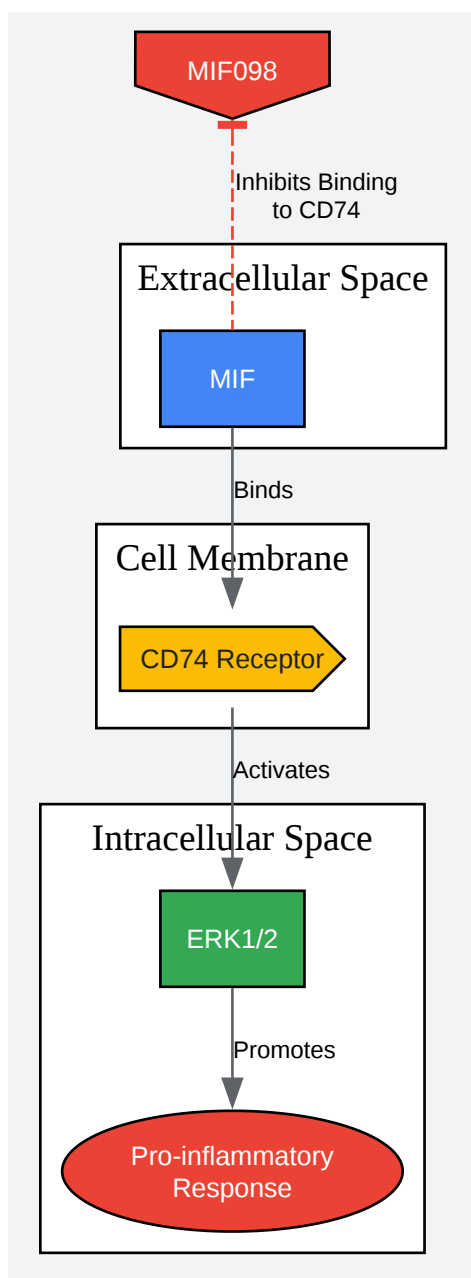 MIF098
Inhibits Binding
to CD74
Extracellular Space
MIF
Binds
Cell Membrane
CD74 Receptor
Activates
Intracellular Space
ERK1/2
Promotes
Pro-inflammatory
Response